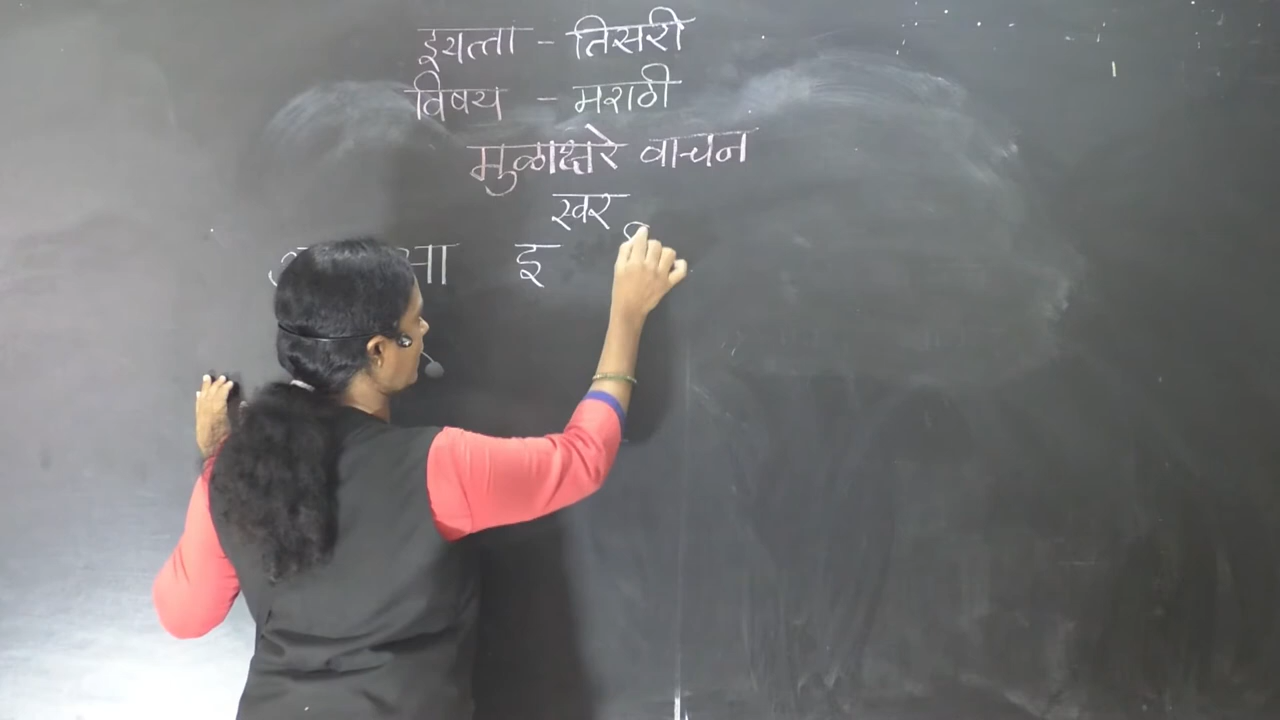 इयत्ता - तिसरी
विषय - मराठी
मुळाक्षरे वाचन
स्वर
इ